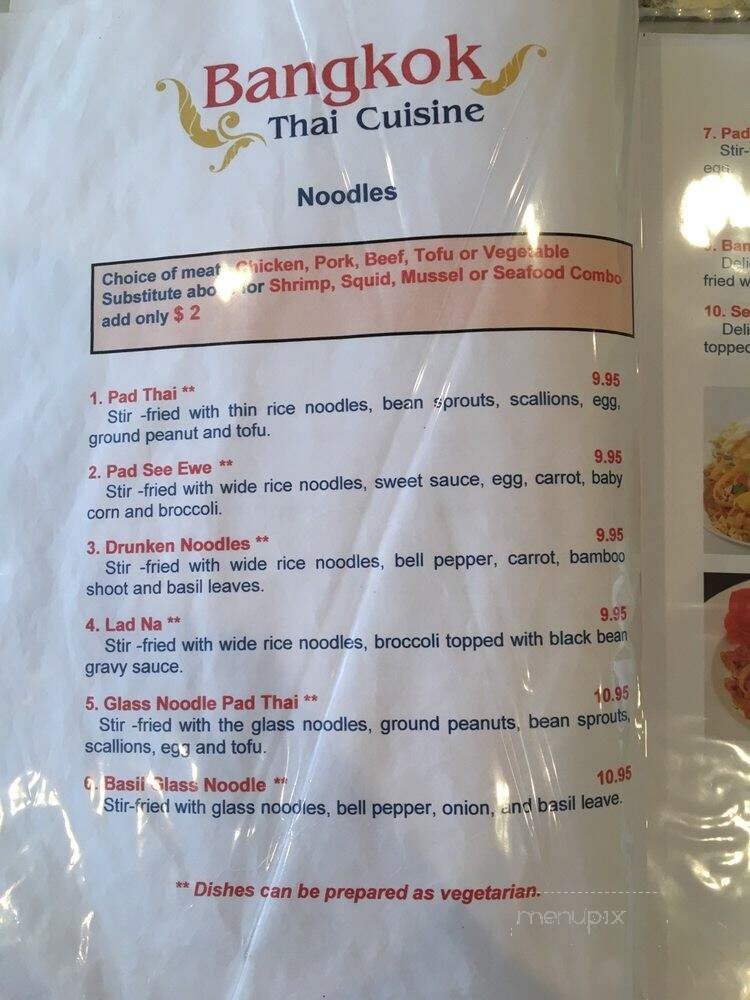 Bangkok
Thai Cuisine
Noodles
Choice of meat Chicken, Pork, Beef, Tofu or Vegetable
Substitute for Shrimp, Squid, Mussel or Seafood Combo
add only $ 2
1. Pad Thai ** 9.95
Stir -fried with thin rice noodles, bean sprouts, scallions, egg,
ground peanut and tofu.
2. Pad See Ewe ** 9.95
Stir -fried with wide rice noodles, sweet sauce, egg, carrot, baby
corn and broccoli.
3. Drunken Noodles ** 9.95
Stir -fried with wide rice noodles, bell pepper, carrot, bamboo
shoot and basil leaves.
4. Lad Na ** 9.95
Stir -fried with wide rice noodles, broccoli topped with black bean
gravy sauce.
5. Glass Noodle Pad Thai ** 10.95
Stir -fried with the glass noodles, ground peanuts, bean sprouts,
scallions, egg and tofu.
6. Basil Glass Noodle ** 10.95
Stir-fried with glass noodles, bell pepper, onion, and basil leave.
** Dishes can be prepared as vegetarian.
menupix
7. Pad
Stir-
egg
Ban
Deli
fried w
10. Se
Deli
topped